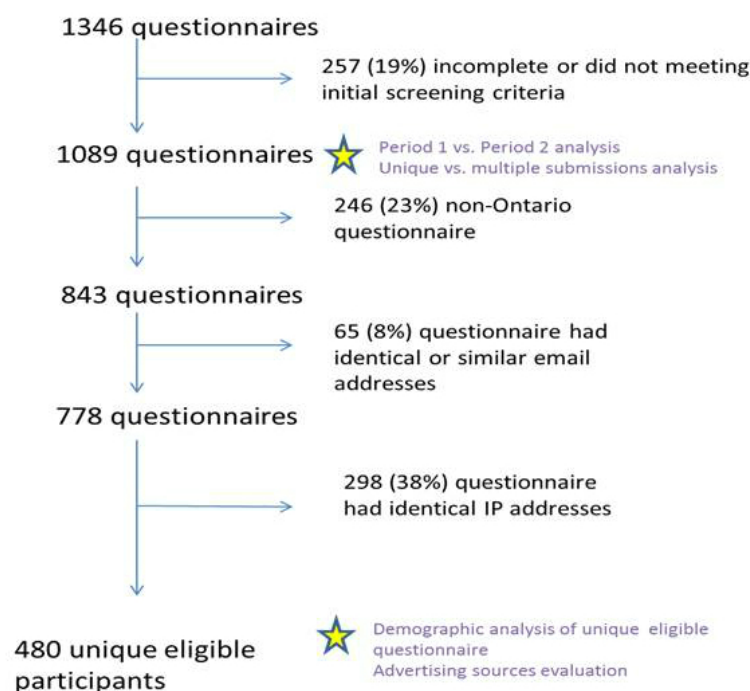 1346 questionnaires
257 (19%) incomplete or did not meeting
initial screening criteria
1089 questionnaires
Period 1 vs. Period 2 analysis
Unique vs. multiple submissions analysis
246 (23%) non-Ontario
questionnaire
843 questionnaires
65 (8%) questionnaire had
identical or similar email
addresses
778 questionnaires
298 (38%) questionnaire
had identical IP addresses
480 unique eligible
participants
Demographic analysis of unique eligible
questionnaire
Advertising sources evaluation